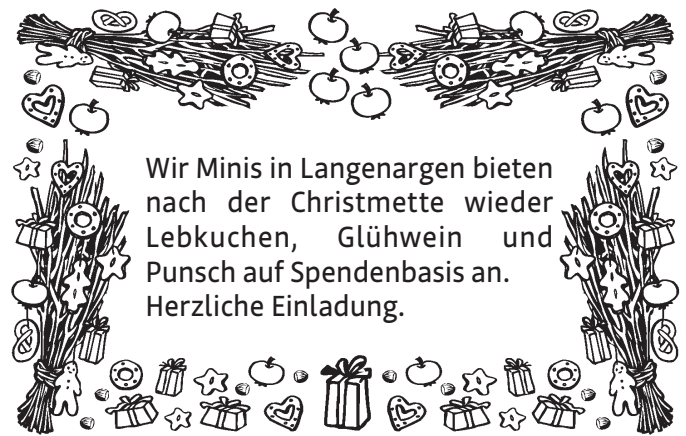 Wir Minis in Langenargen bieten
nach der Christmette wieder
Lebkuchen, Glühwein und
Punsch auf Spendenbasis an.
Herzliche Einladung.